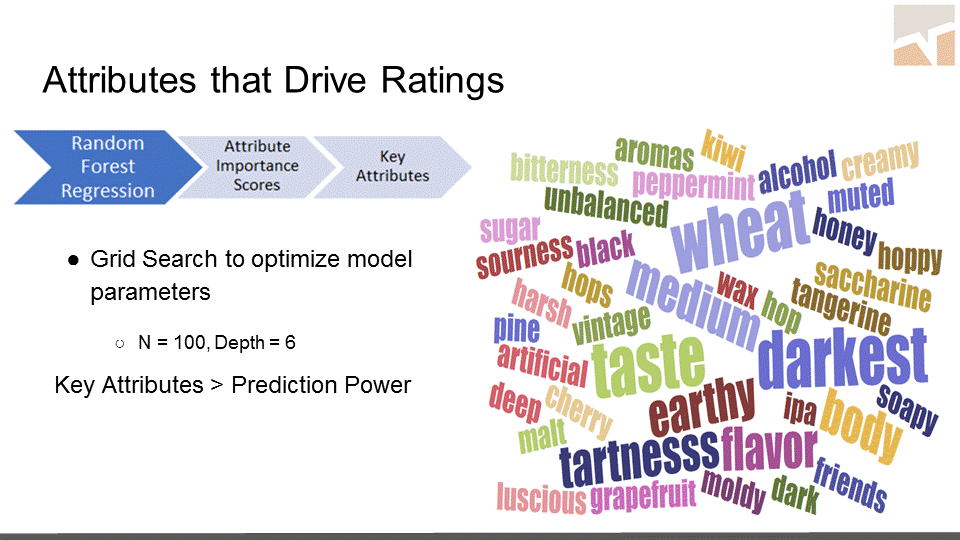 Attributes that Drive Ratings
Random
Forest
Regression
Attribute
Importance
Scores
Key
Attributes
● Grid Search to optimize model
parameters
○ N = 100, Depth = 6
Key Attributes > Prediction Power
bitterness
aromas
kiwi
peppermint
alcohol
creamy
unbalanced
muted
sugar
wheat
honey
sourness
black
hoppy
hops
medium
wax
saccharine
harsh
hop
tangerine
pine
vintage
artificial
taste
darkest
deep
cherry
earthy
ipa
body
soapy
malt
tartnesss
flavor
luscious
grapefruit
moldy
dark
friends